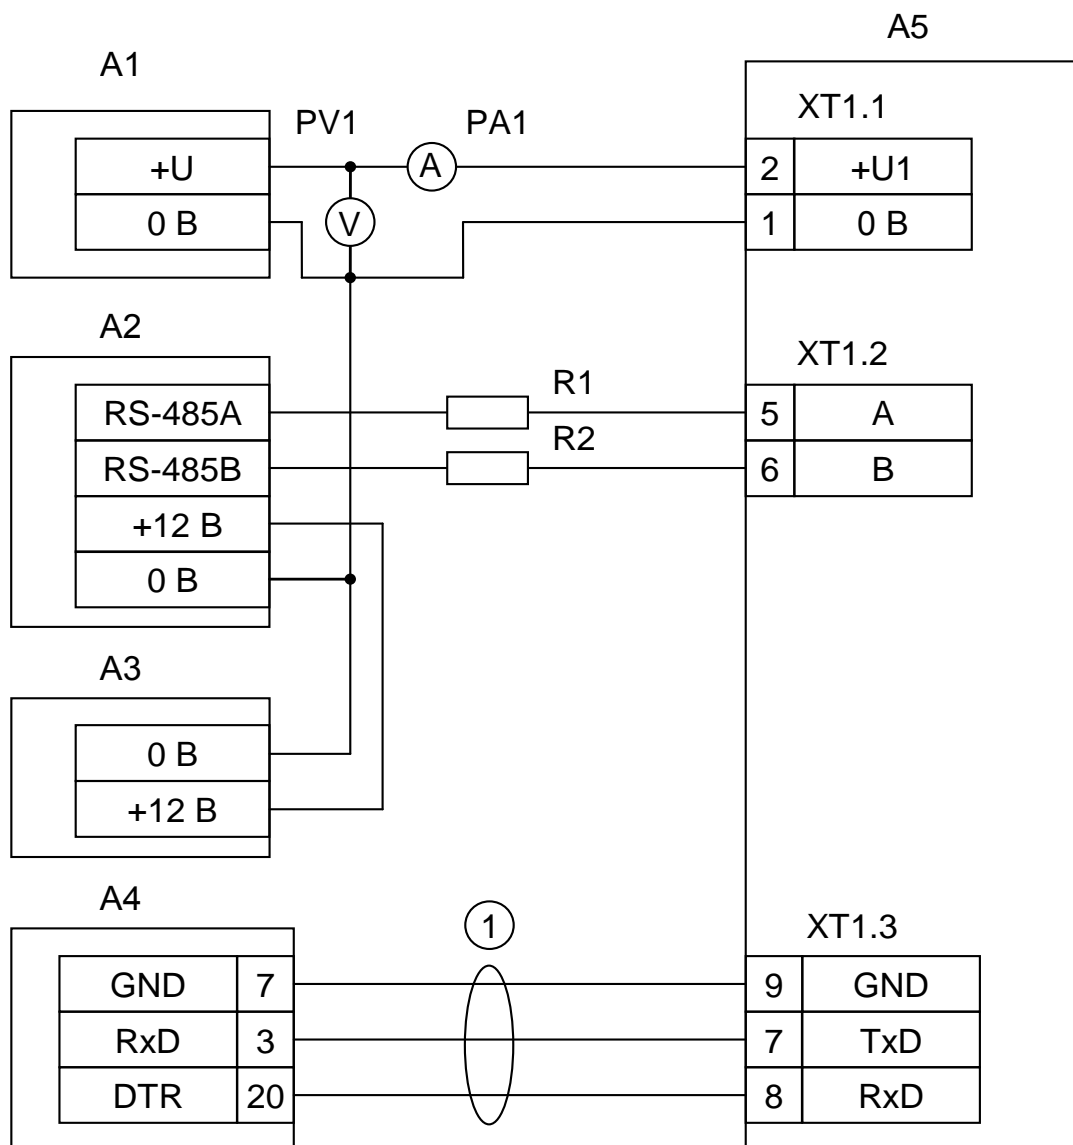 A5
A1
PV1
PA1
XT1.1
+U
A
2
+U1
0 В
V
1
0 В
A2
XT1.2
RS-485A
R1
5
A
RS-485B
R2
6
B
+12 В
0 В
A3
0 В
+12 В
A4
1
XT1.3
GND
7
9
GND
RxD
3
7
TxD
DTR
20
8
RxD